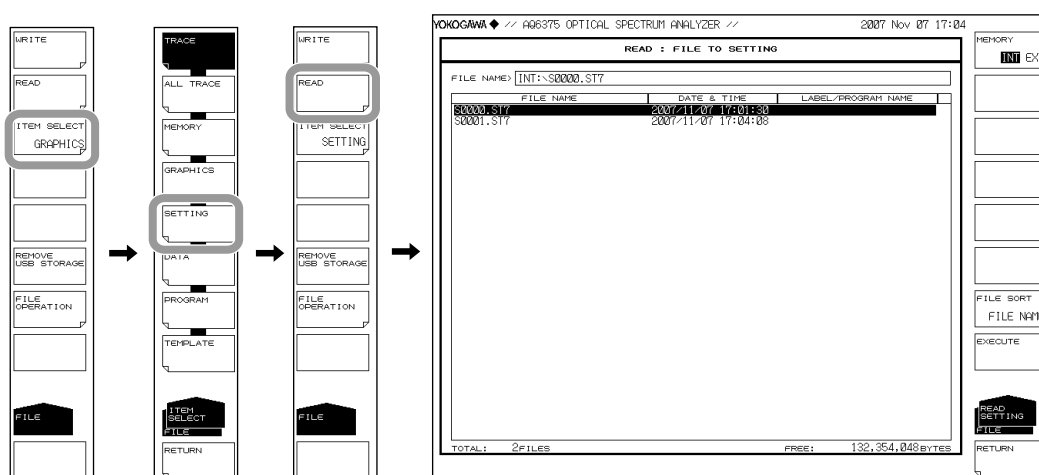 WRITE
READ
ITEM SELECT
GRAPHICS
REMOVE
USB STORAGE
FILE
OPERATION
FILE
TRACE
ALL TRACE
MEMORY
GRAPHICS
SETTING
DATA
PROGRAM
TEMPLATE
ITEM
SELECT
FILE
RETURN
WRITE
READ
ITEM SELECT
SETTING
REMOVE
USB STORAGE
FILE
OPERATION
FILE
YOKOGAWA ◆ // AQ6375 OPTICAL SPECTRUM ANALYZER // 2007 Nov 07 17:04
READ : FILE TO SETTING
FILE NAME> INT:\S0000.ST7
FILE NAME DATE & TIME LABEL/PROGRAM NAME
S0000.ST7 2007/11/07 17:01:30
S0001.ST7 2007/11/07 17:04:08
TOTAL: 2FILES FREE: 132,354,048 BYTES
MEMORY
INT EX
FILE SORT
FILE NAM
EXECUTE
READ
SETTING
FILE
RETURN